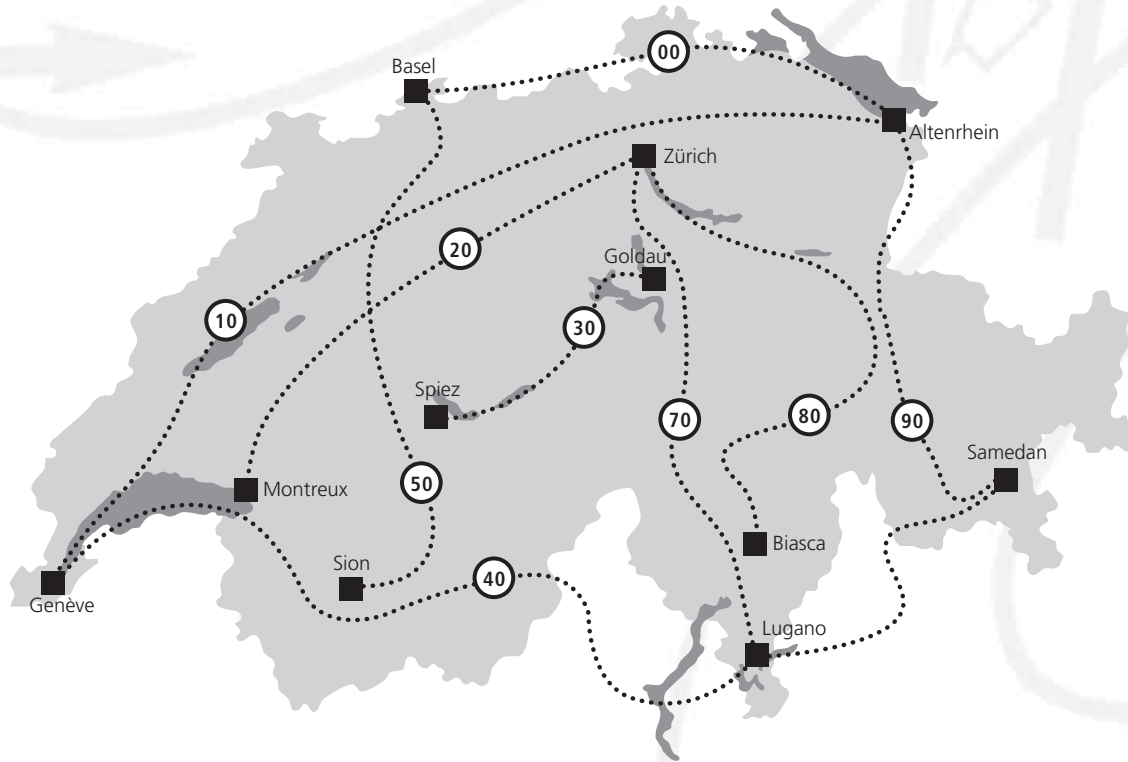 00
Basel
Altenrhein
Zürich
20
Goldau
10
30
Spiez
80
70
90
Samedan
50
Montreux
Biasca
Sion
40
Genève
Lugano